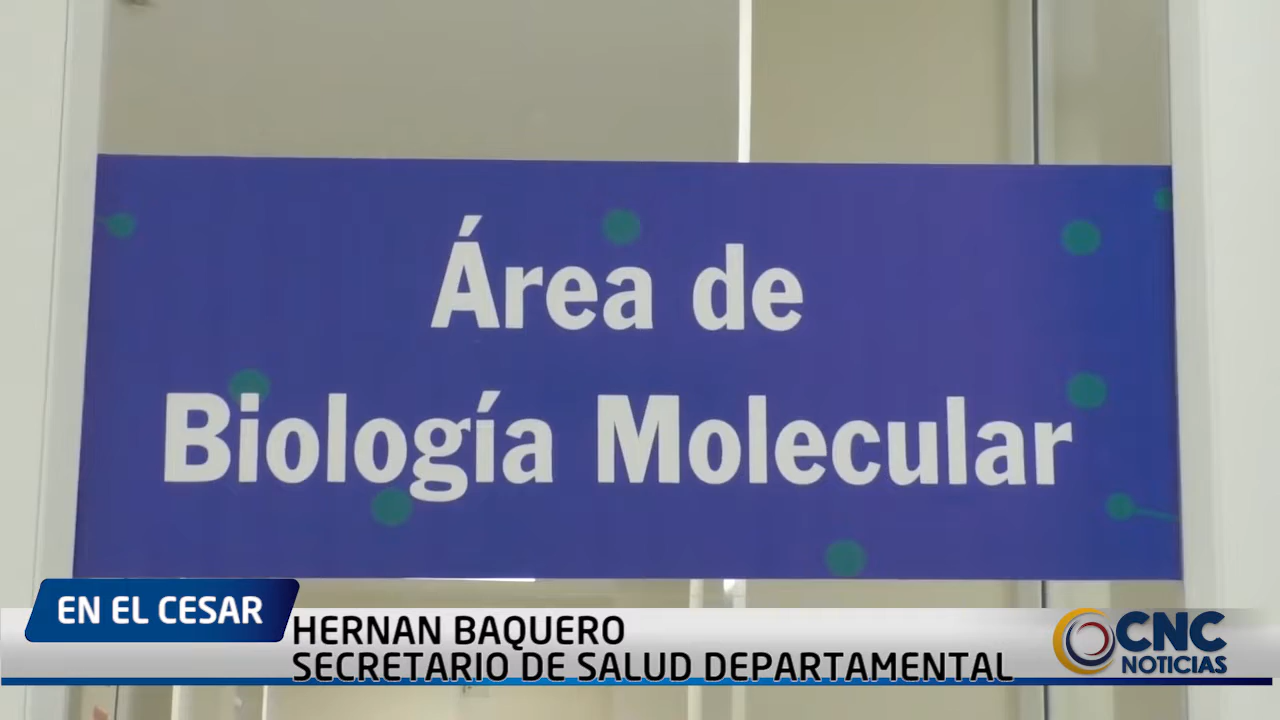 Área de
Biología Molecular
EN EL CESAR
HERNAN BAQUERO
SECRETARIO DE SALUD DEPARTAMENTAL
CNC
NOTICIAS